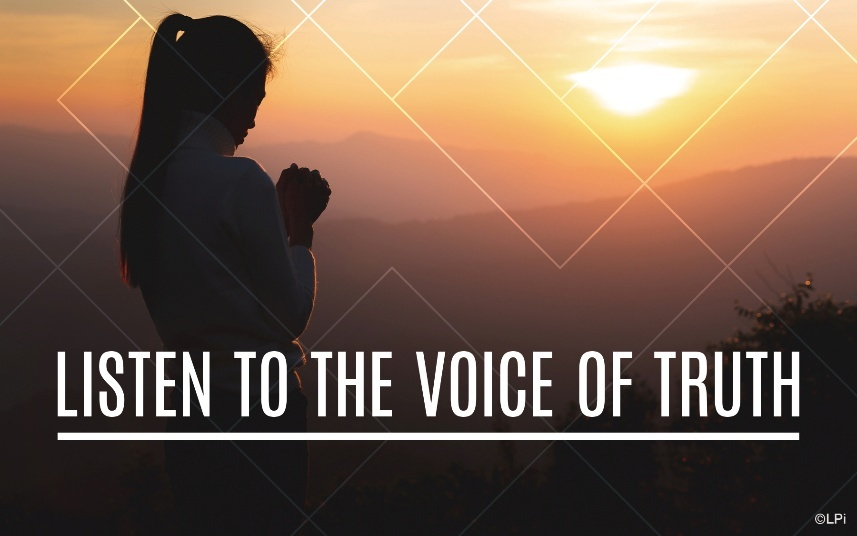 LISTEN TO THE VOICE OF TRUTH
©LPi